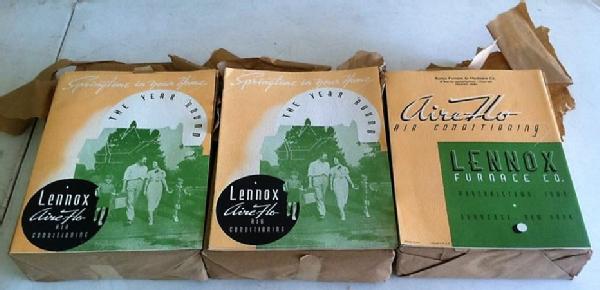 Springtime in your Home
THE YEAR 'ROUND
Lennox
Aire-Flo
AIR
CONDITIONING
Springtime in your Home
THE YEAR 'ROUND
Lennox
Aire-Flo
AIR
CONDITIONING
Aire-Flo
AIR CONDITIONING
LENNOX
FURNACE CO.
MARSHALLTOWN, IOWA
SYRACUSE, NEW YORK